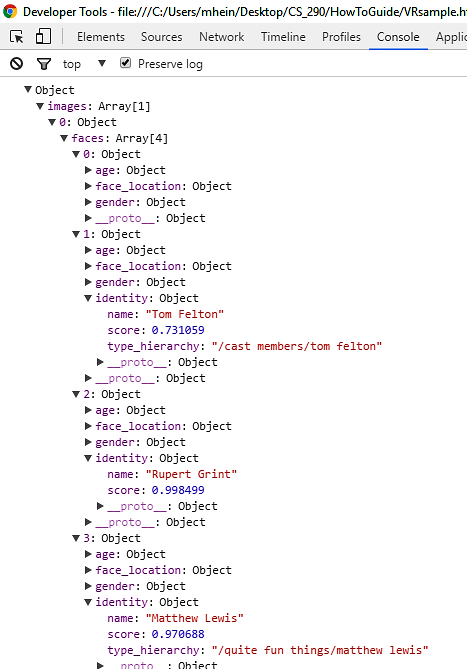 Developer Tools - file:///C:/Users/mhein/Desktop/CS_290/HowToGuide/VRsample.h
Elements Sources Network Timeline Profiles Console Applic
top Preserve log
Object
images: Array[1]
0: Object
faces: Array[4]
0: Object
age: Object
face_location: Object
gender: Object
__proto__: Object
1: Object
age: Object
face_location: Object
gender: Object
identity: Object
name: "Tom Felton"
score: 0.731059
type_hierarchy: "/cast members/tom felton"
__proto__: Object
__proto__: Object
2: Object
age: Object
face_location: Object
gender: Object
identity: Object
name: "Rupert Grint"
score: 0.998499
__proto__: Object
__proto__: Object
3: Object
age: Object
face_location: Object
gender: Object
identity: Object
name: "Matthew Lewis"
score: 0.970688
type_hierarchy: "/quite fun things/matthew lewis"
__proto__: Object